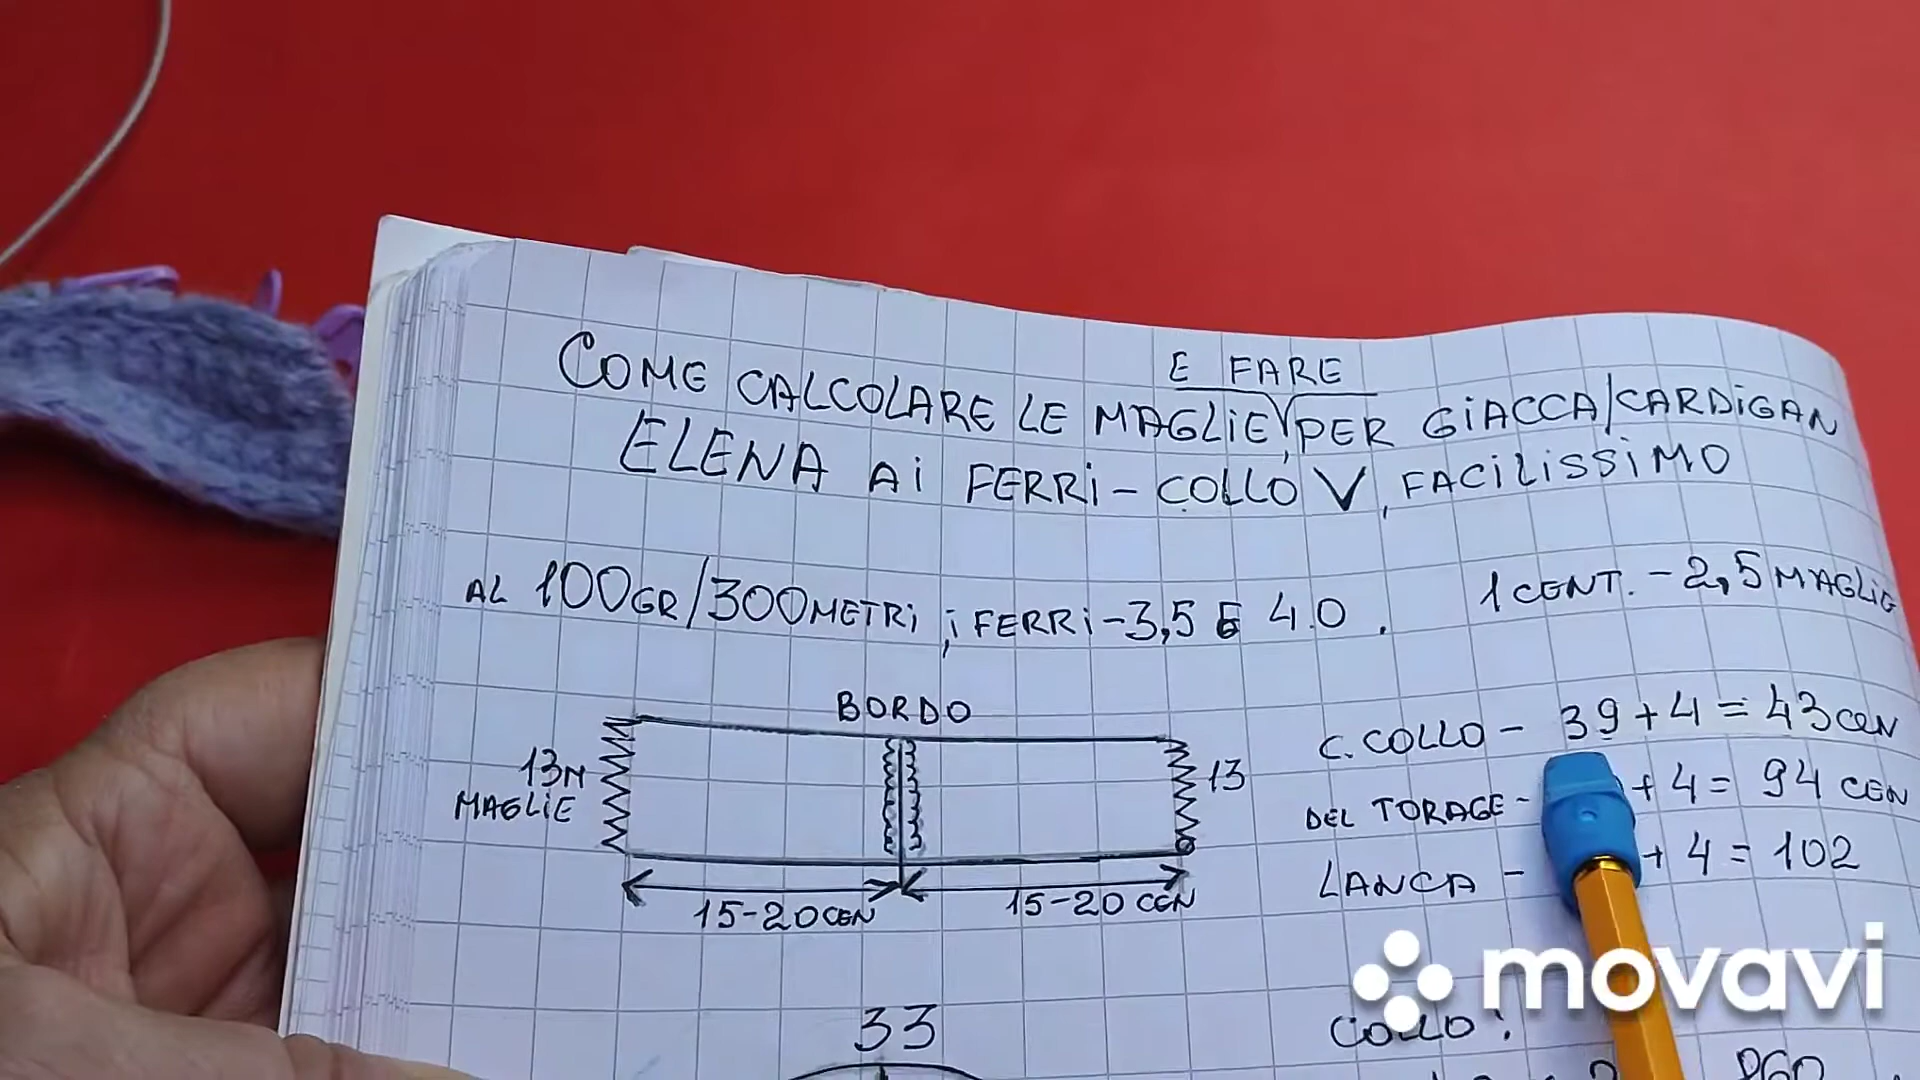 E FARE
COME CALCOLARE LE MAGLIE, PER GIACCA/CARDIGAN
ELENA AI FERRI - COLLO V, FACILISSIMO
AL 100GR/300METRI, i FERRI - 3,5 E 4.0.
1 CENT. - 2,5 MAGLIE
BORDO
13M
MAGLIE
13
15-20 CEN
15-20 CEN
C. COLLO - 39 + 4 = 43 CEN
DEL TORAGE - + 4 = 94 CEN
LANCA - + 4 = 102
movavi
33
COLLO: